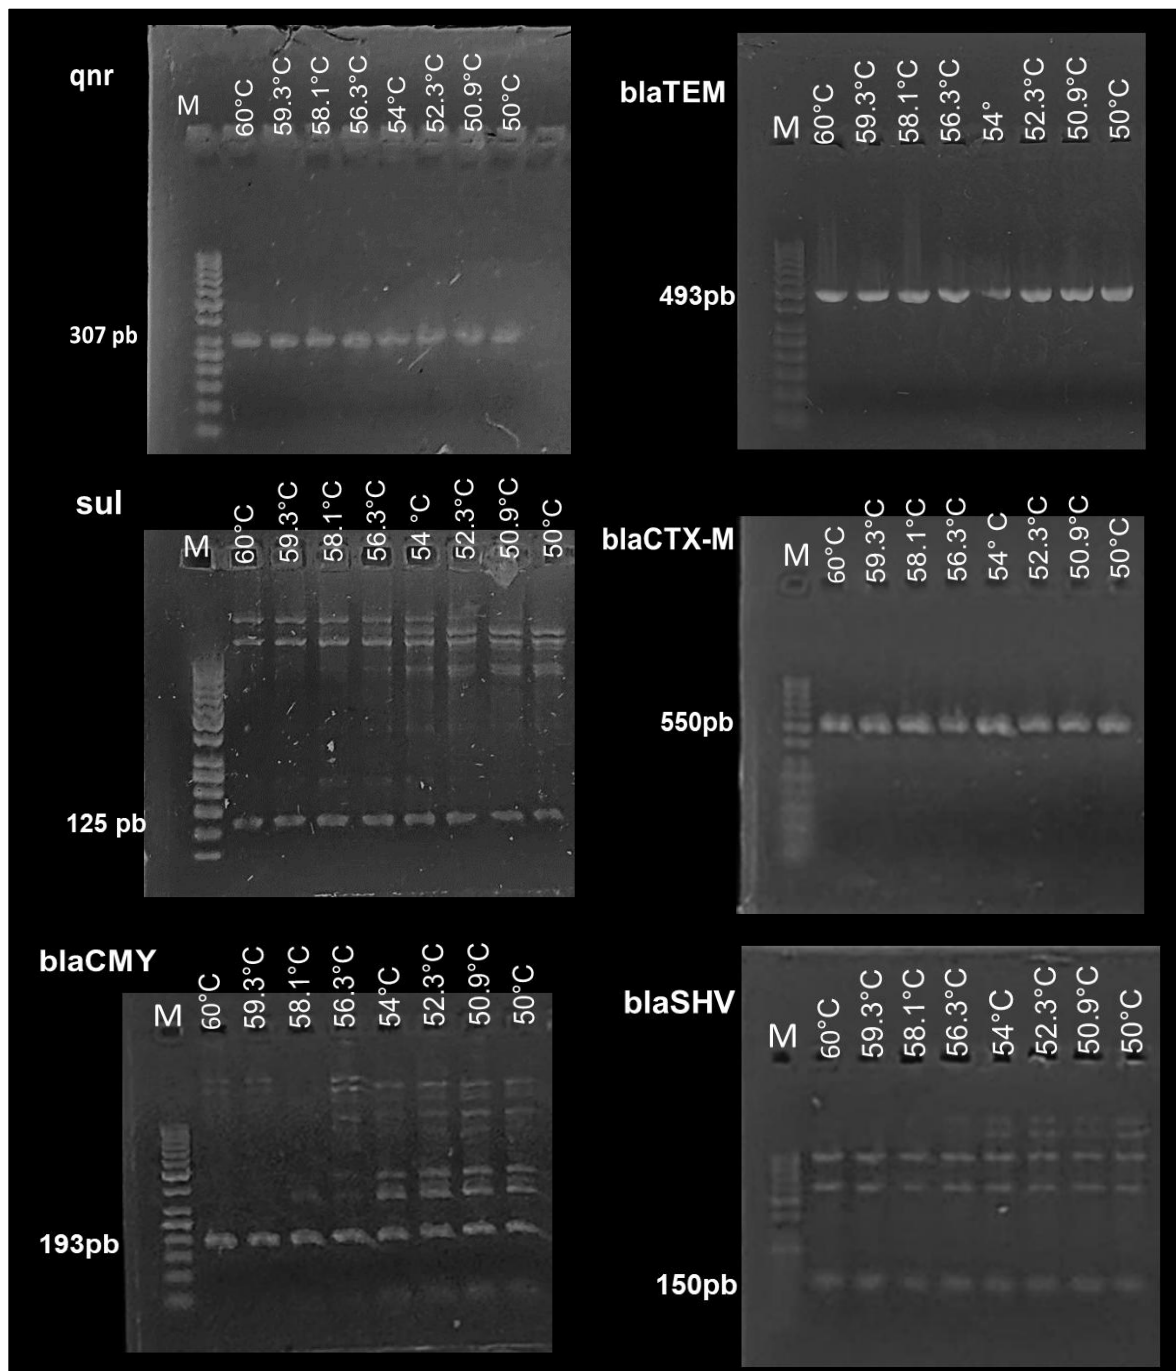 qnr
M 60°C 59.3°C 58.1°C 56.3°C 54°C 52.3°C 50.9°C 50°C
307 pb
blaTEM
M 60°C 59.3°C 58.1°C 56.3°C 54° 52.3°C 50.9°C 50°C
493pb
sul
M 60°C 59.3°C 58.1°C 56.3°C 54 °C 52.3°C 50.9°C 50°C
125 pb
blaCTX-M
M 60°C 59.3°C 58.1°C 56.3°C 54° C 52.3°C 50.9°C 50°C
550pb
blaCMY
M 60°C 59.3°C 58.1°C 56.3°C 54°C 52.3°C 50.9°C 50°C
193pb
blaSHV
M 60°C 59.3°C 58.1°C 56.3°C 54°C 52.3°C 50.9°C 50°C
150pb